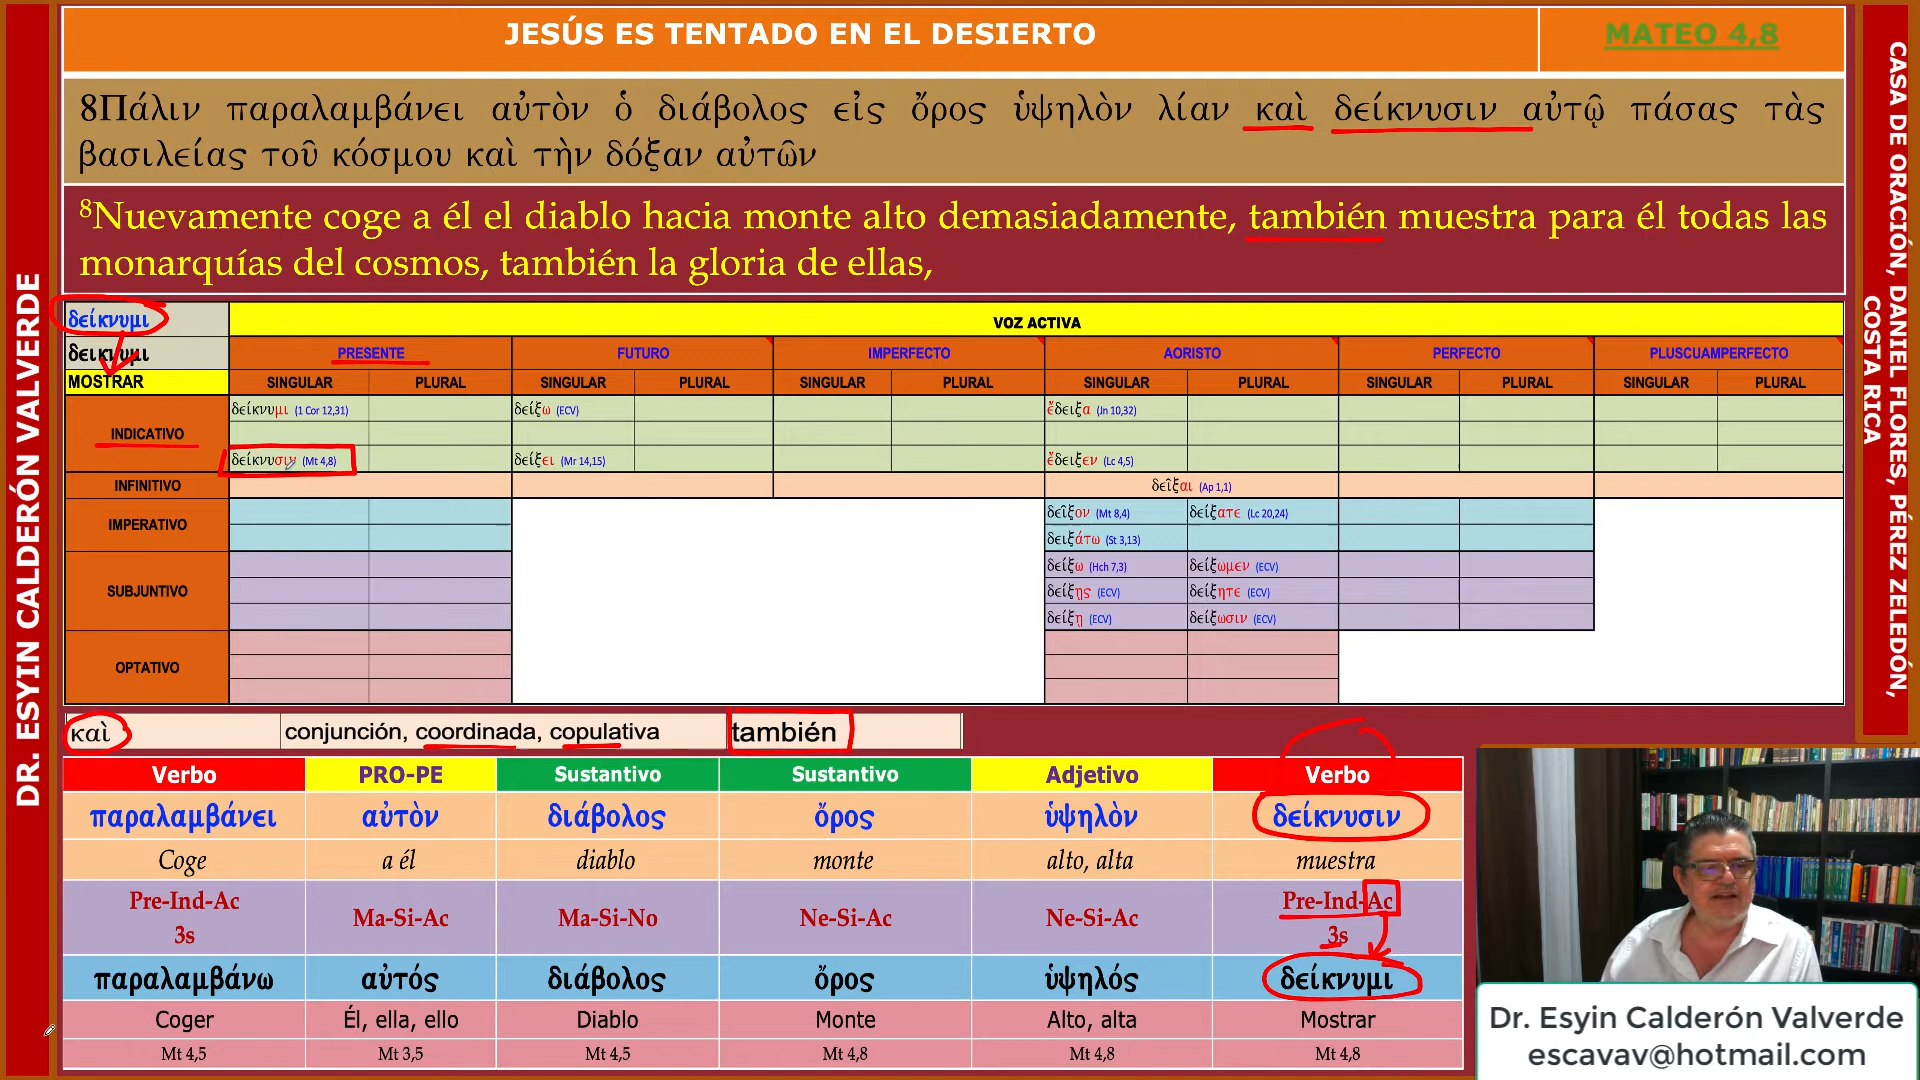 JESÚS ES TENTADO EN EL DESIERTO
MATEO 4,8
8Πάλιν παραλαμβάνει αὐτὸν ὁ διάβολος εἰς ὄρος ὑψηλὸν λίαν καὶ δείκνυσιν αὐτῷ πάσας τὰς
βασιλείας τοῦ κόσμου καὶ τὴν δόξαν αὐτῶν
8Nuevamente coge a él el diablo hacia monte alto demasiadamente, también muestra para él todas las
monarquías del cosmos, también la gloria de ellas,
δείκνυμι
VOZ ACTIVA
δεικνυμι
PRESENTE FUTURO IMPERFECTO AORISTO PERFECTO PLUSCUAMPERFECTO
MOSTRAR SINGULAR PLURAL SINGULAR PLURAL SINGULAR PLURAL SINGULAR PLURAL SINGULAR PLURAL SINGULAR PLURAL
INDICATIVO
δείκνυμι (1 Cor 12,31) δείξω (ECV) ἔδειξα (Jn 10,32)
δείκνυσιν (Mt 4,8) δείξει (Mr 14,15) ἔδειξεν (Lc 4,5)
INFINITIVO δεῖξαι (Ap 1,1)
IMPERATIVO
δεῖξον (Mt 8,4) δείξατε (Lc 20,24)
δειξάτω (St 3,13)
SUBJUNTIVO
δείξω (Hch 7,3) δείξωμεν (ECV)
δείξῃς (ECV) δείξητε (ECV)
δείξῃ (ECV) δείξωσιν (ECV)
OPTATIVO
καὶ conjunción, coordinada, copulativa también
Verbo PRO-PE Sustantivo Sustantivo Adjetivo Verbo
παραλαμβάνει αὐτὸν διάβολος ὄρος ὑψηλὸν δείκνυσιν
Coge a él diablo monte alto, alta muestra
Pre-Ind-Ac 3s Ma-Si-Ac Ma-Si-No Ne-Si-Ac Ne-Si-Ac Pre-Ind-Ac 3s
παραλαμβάνω αὐτός διάβολος ὄρος ὑψηλός δείκνυμι
Coger Él, ella, ello Diablo Monte Alto, alta Mostrar
Mt 4,5 Mt 3,5 Mt 4,5 Mt 4,8 Mt 4,8 Mt 4,8
DR. ESYIN CALDERÓN VALVERDE
CASA DE ORACIÓN, DANIEL FLORES, PÉREZ ZELEDÓN,
COSTA RICA
Dr. Esyin Calderón Valverde
escavav@hotmail.com